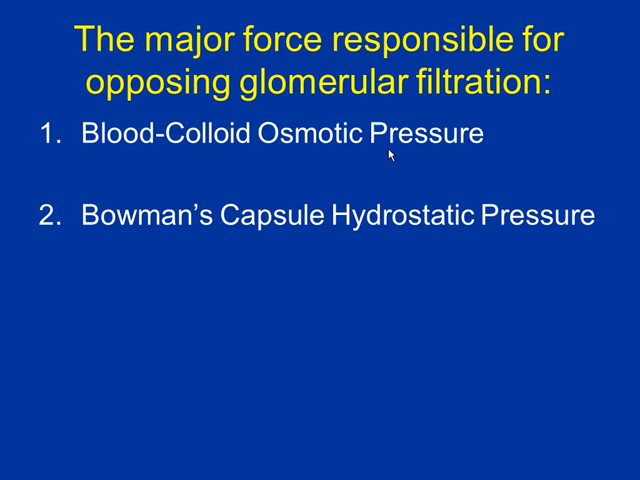 The major force responsible for
opposing glomerular filtration:
1. Blood-Colloid Osmotic Pressure
2. Bowman’s Capsule Hydrostatic Pressure